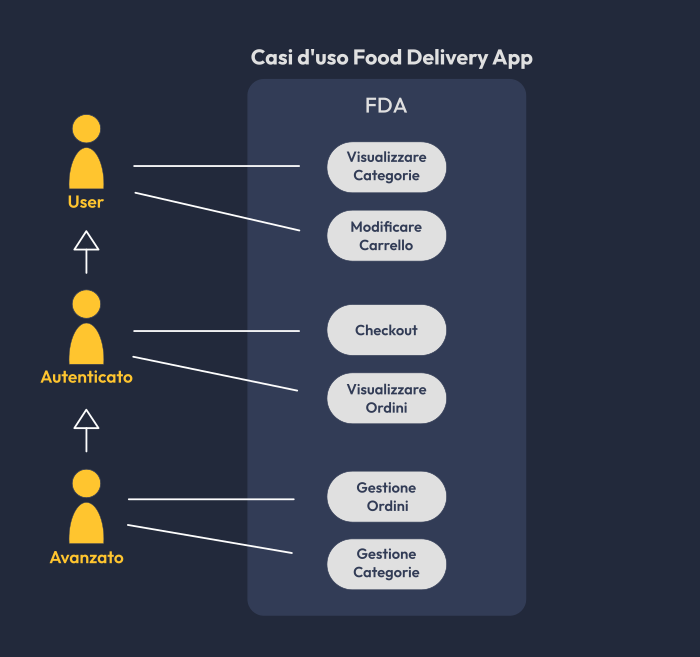 Casi d'uso Food Delivery App
FDA
Visualizzare
Categorie
User
Modificare
Carrello
Checkout
Autenticato
Visualizzare
Ordini
Gestione
Ordini
Avanzato
Gestione
Categorie